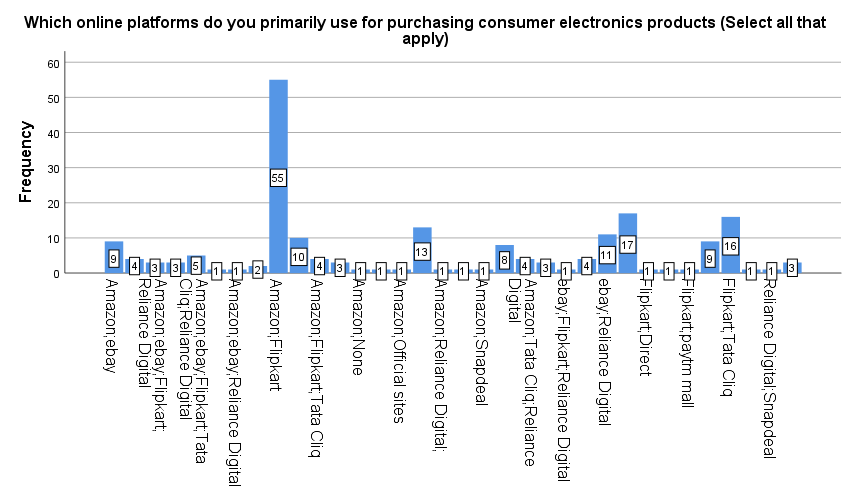 Which online platforms do you primarily use for purchasing consumer electronics products (Select all that
apply)
Frequency
60
50
40
30
20
10
0
9
4
3
3
5
1
1
2
55
10
4
3
1
1
1
13
1
1
1
8
4
3
1
4
11
17
1
1
1
9
16
1
1
3
Amazon;ebay
Amazon;ebay;Flipkart;
Reliance Digital
Amazon;ebay;Flipkart;Tata
Cliq;Reliance Digital
Amazon;ebay;Reliance Digital
Amazon;Flipkart
Amazon;Flipkart;Tata Cliq
Amazon;None
Amazon;Official sites
Amazon;Reliance Digital;
Amazon;Snapdeal
Amazon;Tata Cliq;Reliance
Digital
ebay;Flipkart;Reliance Digital
ebay;Reliance Digital
Flipkart;Direct
Flipkart;paytm mall
Flipkart;Tata Cliq
Reliance Digital;Snapdeal